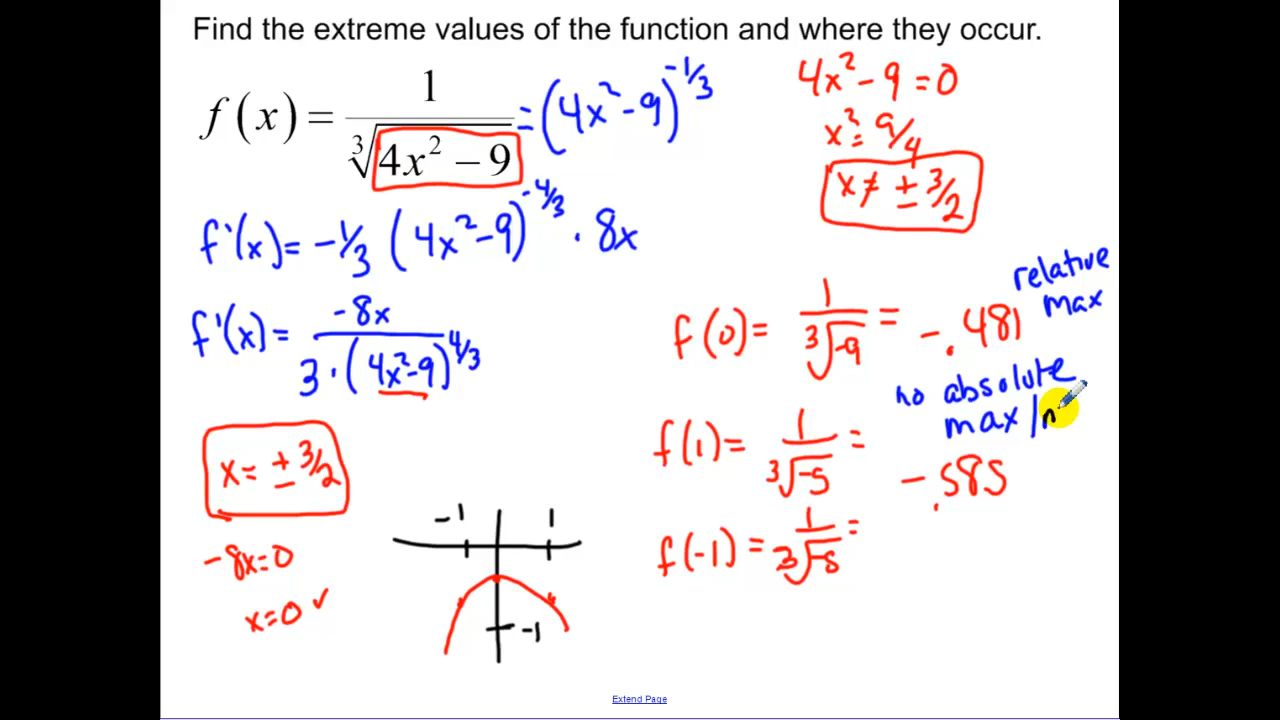 Find the extreme values of the function and where they occur.
f(x) = 1/∛(4x² − 9) = (4x² - 9)^(-1/3)
f'(x) = -1/3 (4x² - 9)^(-4/3) · 8x
f'(x) = -8x / 3·(4x² - 9)^(4/3)
x = ± 3/2
-8x = 0
x = 0 ✓
-1 1
-1
4x² - 9 = 0
x² = 9/4
x ≠ ± 3/2
f(0) = 1/∛-9 = -.481
relative
max
no absolute
max /
f(1) = 1/∛-5 = -.585
f(-1) = 1/∛-5 =
Extend Page